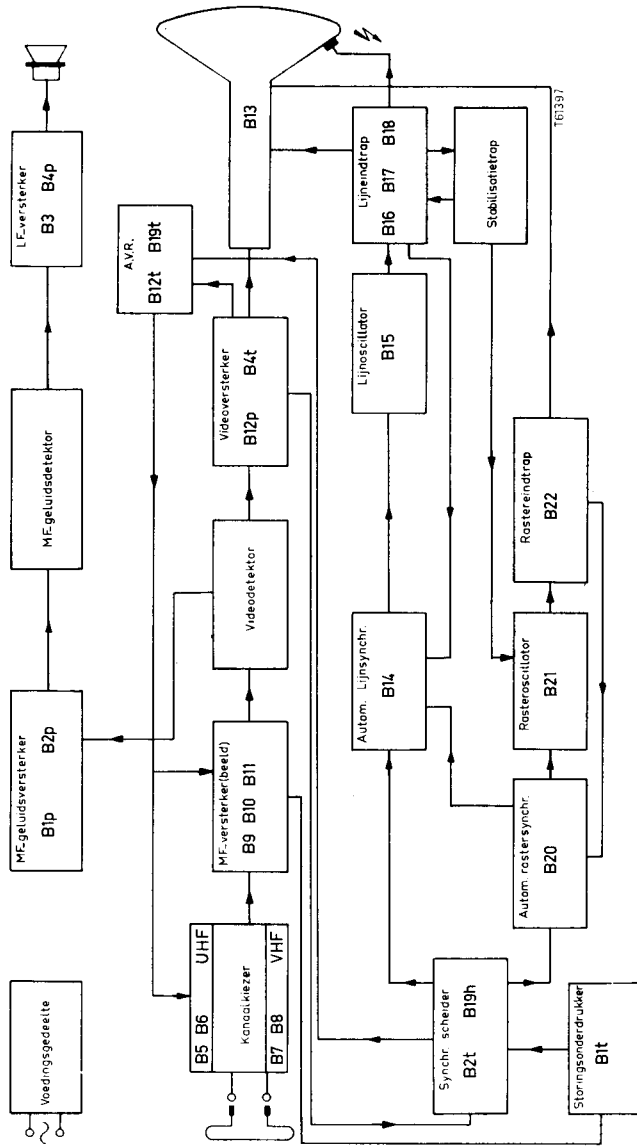 Voedingsgedeelte
MF-geluidsversterker
B1p B2p
MF-geluidsdetektor
LF-versterker
B3 B4p
A.V.R.
B12t B19t
B5 B6 UHF
Kanaalkiezer
B7 B8 VHF
MF-versterker(beeld)
B9 B10 B11
Videodetektor
Videoversterker
B12p B4t
B13
Synchr. scheider
B2t B19h
Autom. Lijnsynchr.
B14
Lijnoscillator
B15
Lijneindtrap
B16 B17 B18
Storingsonderdrukker
B1t
Autom. rastersynchr.
B20
Rasteroscillator
B21
Rastereindtrap
B22
Stabilisatietrap
T61397